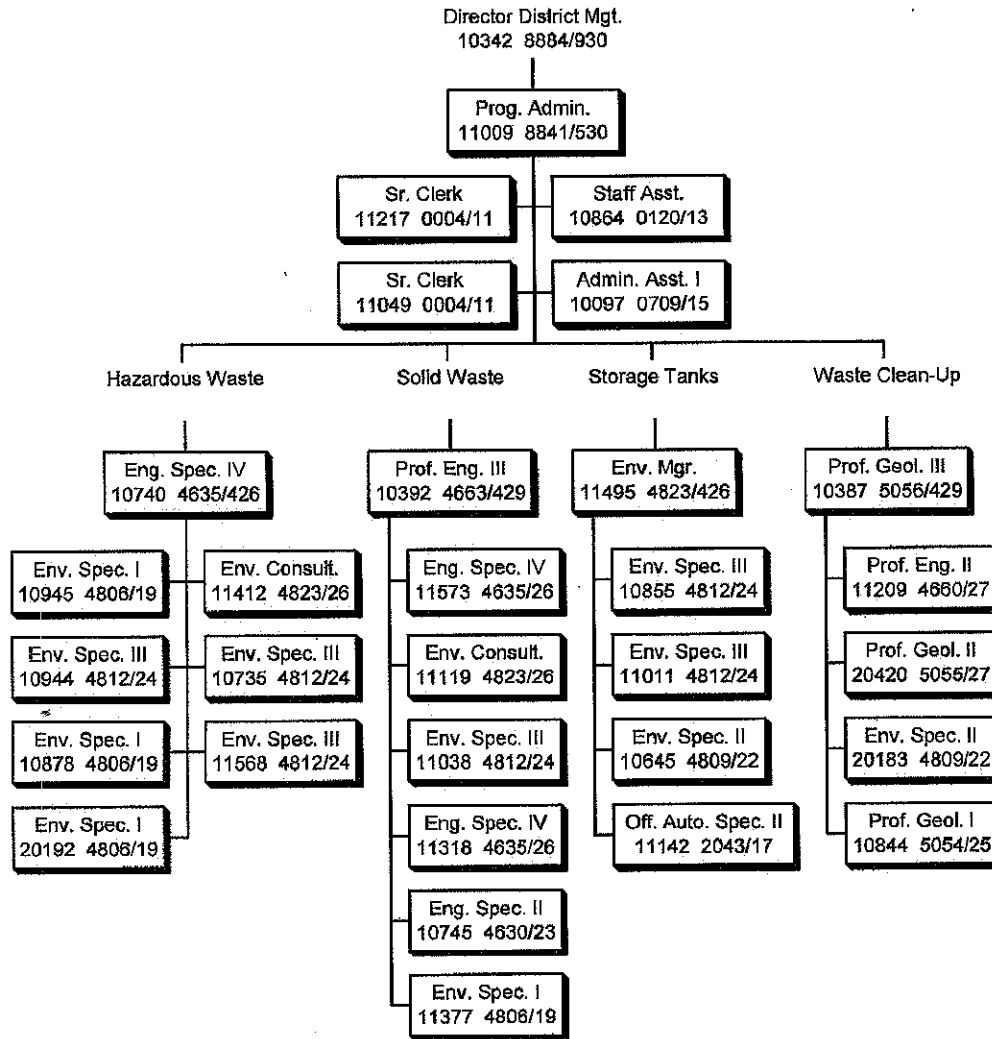 Director District Mgt.
10342 8884/930
Prog. Admin.
11009 8841/530
Sr. Clerk
11217 0004/11
Staff Asst.
10864 0120/13
Sr. Clerk
11049 0004/11
Admin. Asst. I
10097 0709/15
Hazardous Waste
Solid Waste
Storage Tanks
Waste Clean-Up
Eng. Spec. IV
10740 4635/426
Prof. Eng. III
10392 4663/429
Env. Mgr.
11495 4823/426
Prof. Geol. III
10387 5056/429
Env. Spec. I
10945 4806/19
Env. Consult.
11412 4823/26
Env. Spec. III
10944 4812/24
Env. Spec. III
10735 4812/24
Env. Spec. I
10878 4806/19
Env. Spec. III
11568 4812/24
Env. Spec. I
20192 4806/19
Eng. Spec. IV
11573 4635/26
Env. Consult.
11119 4823/26
Env. Spec. III
11038 4812/24
Eng. Spec. IV
11318 4635/26
Eng. Spec. II
10745 4630/23
Env. Spec. I
11377 4806/19
Env. Spec. III
10855 4812/24
Env. Spec. III
11011 4812/24
Env. Spec. II
10645 4809/22
Off. Auto. Spec. II
11142 2043/17
Prof. Eng. II
11209 4660/27
Prof. Geol. II
20420 5055/27
Env. Spec. II
20183 4809/22
Prof. Geol. I
10844 5054/25